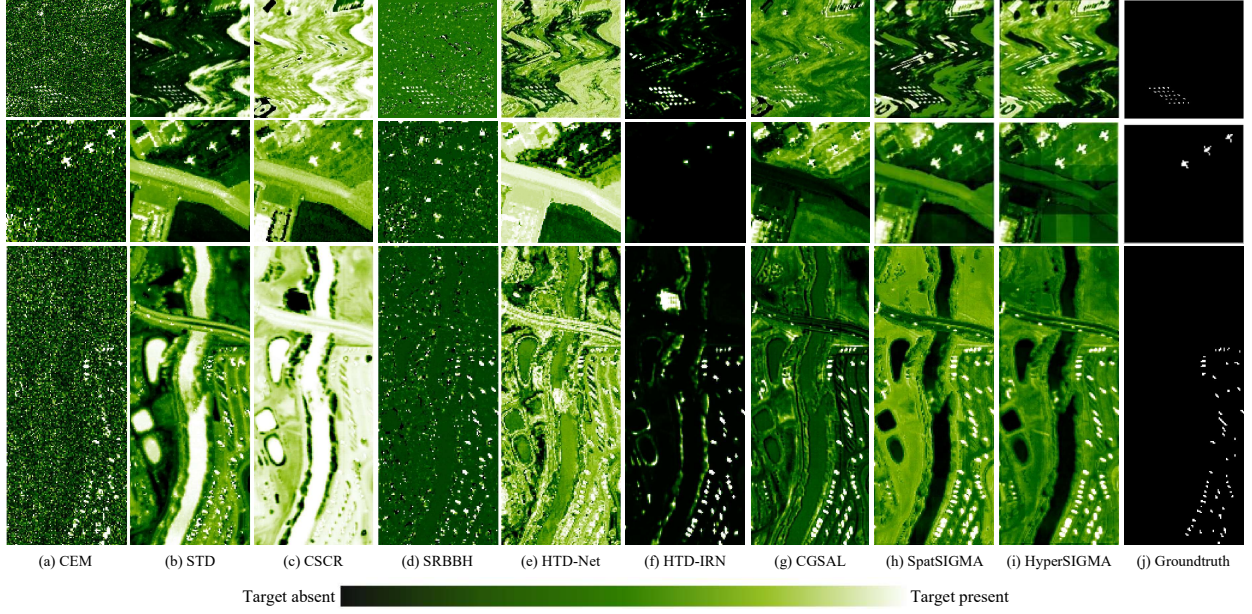 (a) CEM (b) STD (c) CSCR (d) SRBBH (e) HTD-Net (f) HTD-IRN (g) CGSAL (h) SpatSIGMA (i) HyperSIGMA (j) Groundtruth
Target absent Target present